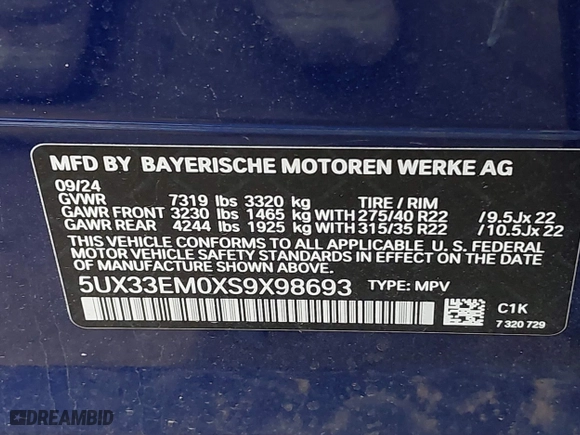 MFD BY BAYERISCHE MOTOREN WERKE AG
09/24
GVWR 7319 lbs 3320 kg TIRE / RIM
GAWR FRONT 3230 lbs 1465 kg WITH 275/40 R22 /9.5Jx 22
GAWR REAR 4244 lbs 1925 kg WITH 315/35 R22 /10.5Jx 22
THIS VEHICLE CONFORMS TO ALL APPLICABLE U. S. FEDERAL
MOTOR VEHICLE SAFETY STANDARDS IN EFFECT ON THE DATE
OF MANUFACTURE SHOWN ABOVE.
5UX33EM0XS9X98693 TYPE: MPV
C1K
7 320 729
DREAMBID